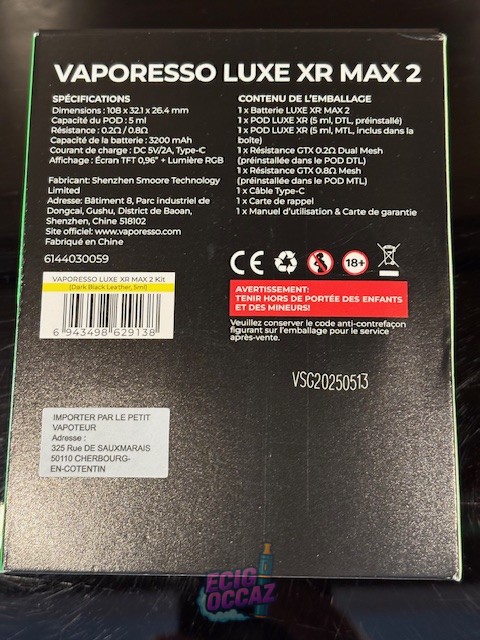 VAPORESSO LUXE XR MAX 2
SPÉCIFICATIONS
Dimensions : 108 x 32.1 x 26.4 mm
Capacité du POD : 5 ml
Résistance : 0.2Ω / 0.8Ω
Capacité de la batterie : 3200 mAh
Courant de charge : DC 5V/2A, Type-C
Affichage : Écran TFT 0,96" + Lumière RGB
Fabricant: Shenzhen Smoore Technology
Limited
Adresse: Bâtiment 8, Parc industriel de
Dongcai, Gushu, District de Baoan,
Shenzhen, Chine 518102
Site officiel: www.vaporesso.com
Fabriqué en Chine
6144030059
VAPORESSO LUXE XR MAX 2 Kit
(Dark Black Leather, 5ml)
6 943498 629138
CONTENU DE L'EMBALLAGE
1 x Batterie LUXE XR MAX 2
1 x POD LUXE XR (5 ml, DTL, préinstallé)
1 x POD LUXE XR (5 ml, MTL, inclus dans la
boîte)
1 x Résistance GTX 0.2Ω Dual Mesh
(préinstallée dans le POD DTL)
1 x Résistance GTX 0.8Ω Mesh
(préinstallée dans le POD MTL)
1 x Câble Type-C
1 x Carte de rappel
1 x Manuel d'utilisation & Carte de garantie
CE
18+
AVERTISSEMENT:
TENIR HORS DE PORTÉE DES ENFANTS
ET DES MINEURS!
Veuillez conserver le code anti-contrefaçon
figurant sur l'emballage pour le service
après-vente.
VSG20250513
IMPORTER PAR LE PETIT
VAPOTEUR
Adresse :
325 Rue DE SAUXMARAIS
50110 CHERBOURG-
EN-COTENTIN
ECIG
OCCAZ